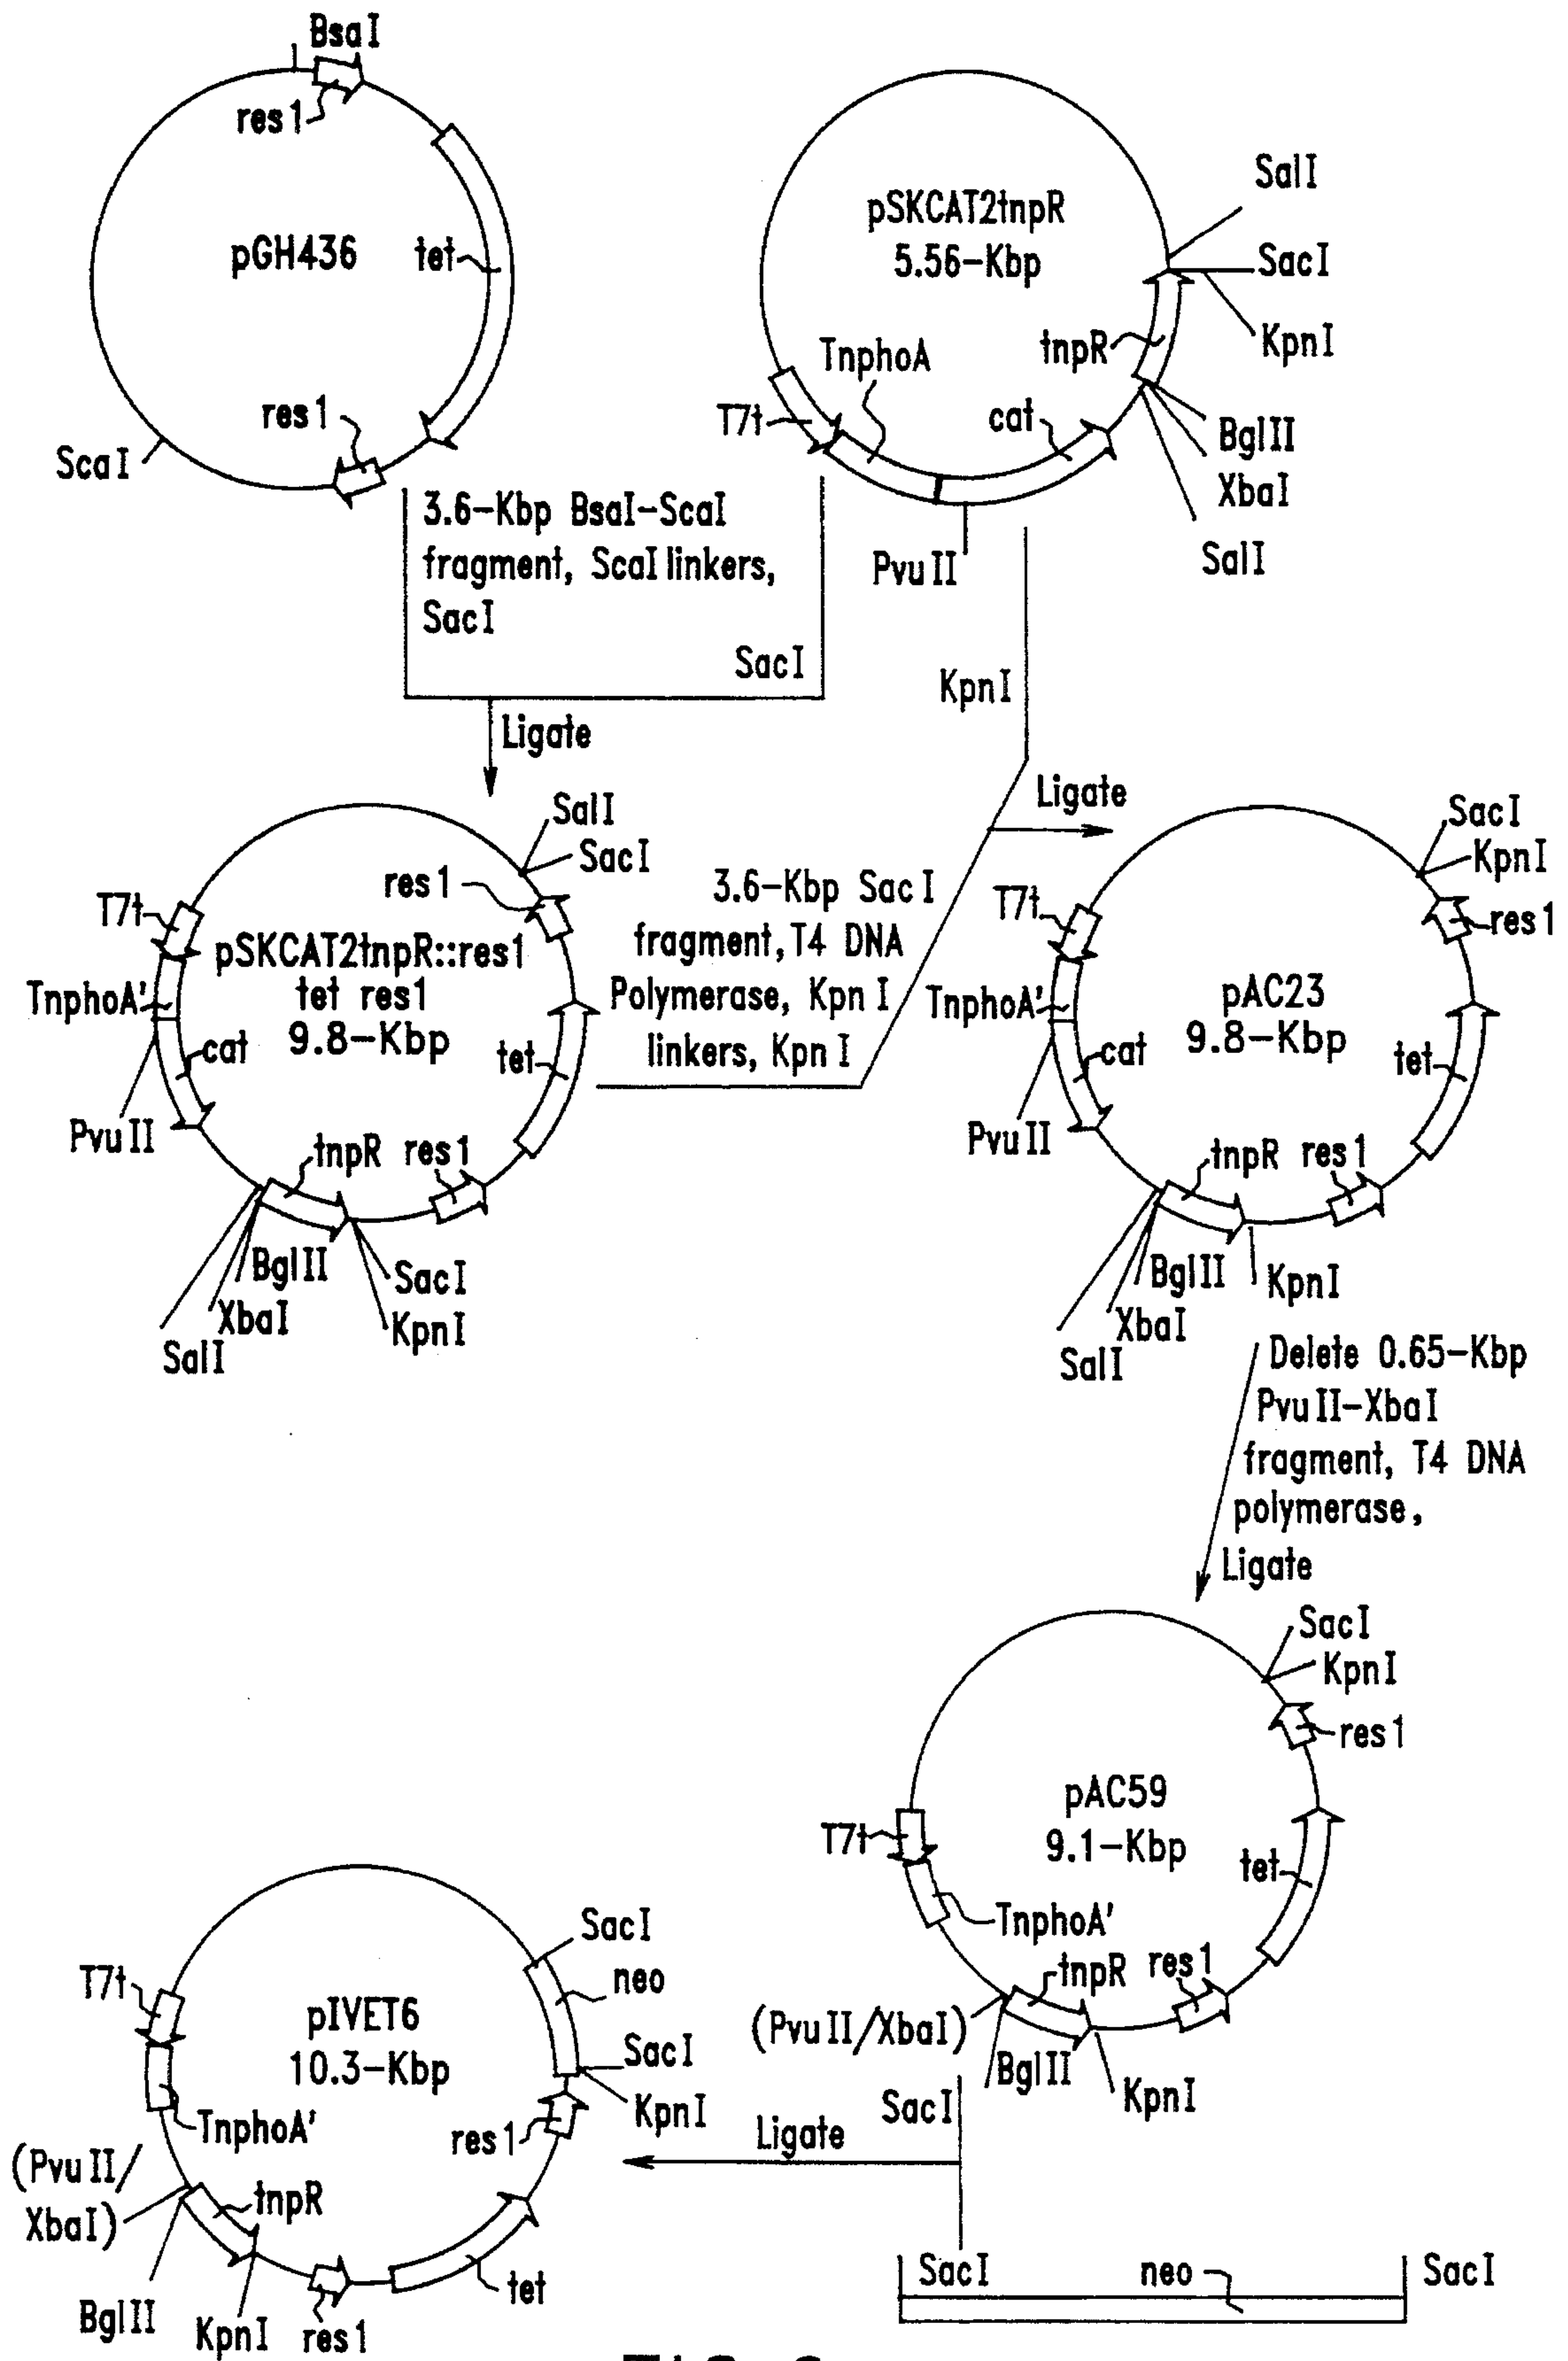 BsaI
res1
pGH436
tet
res1
ScaI
pSKCAT2tnpR
5.56-Kbp
SalI
SacI
KpnI
tnpR
TnphoA
T7t
cat
BglII
XbaI
SalI
PvuII
3.6-Kbp BsaI-ScaI
fragment, ScaI linkers,
SacI
SacI
KpnI
Ligate
Ligate
SalI
SacI
res1
T7t
pSKCAT2tnpR::res1
tet res1
9.8-Kbp
TnphoA'
cat
tet
PvuII
tnpR
res1
BglII
XbaI
SalI
SacI
KpnI
3.6-Kbp SacI
fragment, T4 DNA
Polymerase, KpnI
linkers, KpnI
SacI
KpnI
res1
T7t
pAC23
9.8-Kbp
TnphoA'
cat
tet
PvuII
tnpR
res1
BglII
XbaI
SalI
KpnI
Delete 0.65-Kbp
PvuII-XbaI
fragment, T4 DNA
polymerase,
Ligate
SacI
KpnI
res1
pAC59
9.1-Kbp
T7t
tet
TnphoA'
tnpR
res1
(PvuII/XbaI)
BglII
KpnI
SacI
Ligate
SacI
neo
SacI
SacI
neo
SacI
KpnI
res1
T7t
pIVET6
10.3-Kbp
TnphoA'
(PvuII/
XbaI)
tnpR
tet
BglII
KpnI
res1